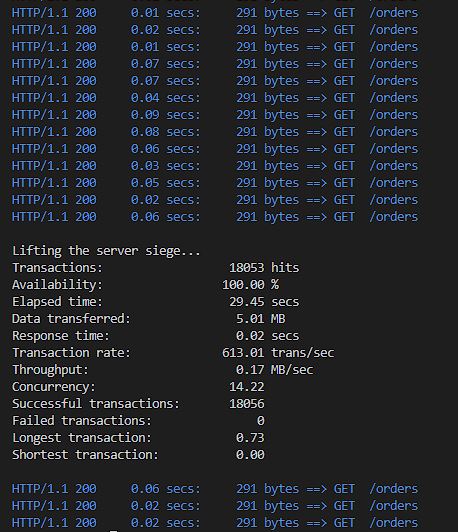 HTTP/1.1 200 0.01 secs: 291 bytes ==> GET /orders
HTTP/1.1 200 0.02 secs: 291 bytes ==> GET /orders
HTTP/1.1 200 0.01 secs: 291 bytes ==> GET /orders
HTTP/1.1 200 0.07 secs: 291 bytes ==> GET /orders
HTTP/1.1 200 0.07 secs: 291 bytes ==> GET /orders
HTTP/1.1 200 0.04 secs: 291 bytes ==> GET /orders
HTTP/1.1 200 0.09 secs: 291 bytes ==> GET /orders
HTTP/1.1 200 0.08 secs: 291 bytes ==> GET /orders
HTTP/1.1 200 0.06 secs: 291 bytes ==> GET /orders
HTTP/1.1 200 0.03 secs: 291 bytes ==> GET /orders
HTTP/1.1 200 0.05 secs: 291 bytes ==> GET /orders
HTTP/1.1 200 0.02 secs: 291 bytes ==> GET /orders
HTTP/1.1 200 0.06 secs: 291 bytes ==> GET /orders
Lifting the server siege...
Transactions: 18053 hits
Availability: 100.00 %
Elapsed time: 29.45 secs
Data transferred: 5.01 MB
Response time: 0.02 secs
Transaction rate: 613.01 trans/sec
Throughput: 0.17 MB/sec
Concurrency: 14.22
Successful transactions: 18056
Failed transactions: 0
Longest transaction: 0.73
Shortest transaction: 0.00
HTTP/1.1 200 0.06 secs: 291 bytes ==> GET /orders
HTTP/1.1 200 0.02 secs: 291 bytes ==> GET /orders
HTTP/1.1 200 0.02 secs: 291 bytes ==> GET /orders